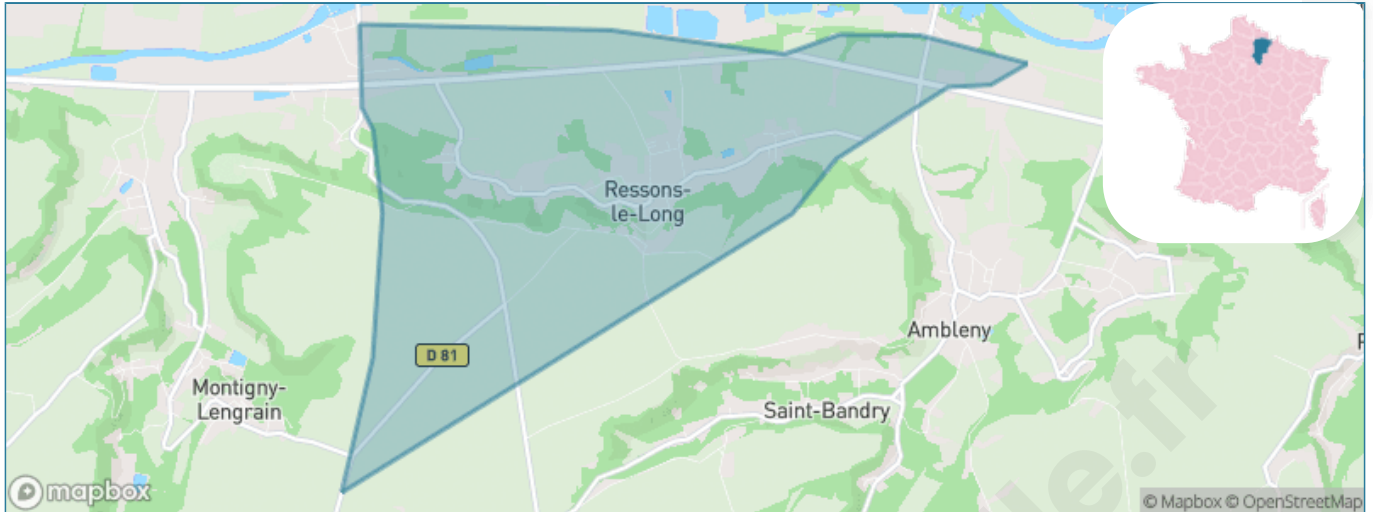 Ressons-
le-Long
Ambleny
D 81
Montigny-
Lengrain
Saint-Bandry
mapbox
© Mapbox © OpenStreetMap